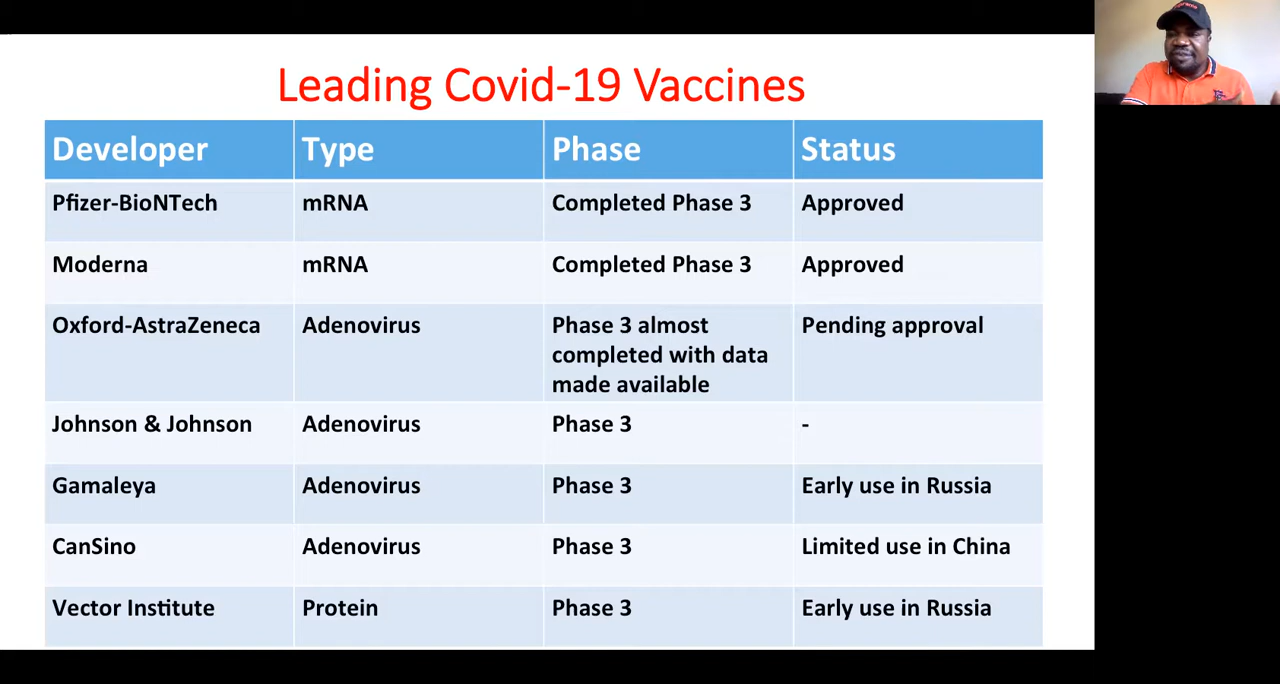 Leading Covid-19 Vaccines
Developer Type Phase Status
Pfizer-BioNTech mRNA Completed Phase 3 Approved
Moderna mRNA Completed Phase 3 Approved
Oxford-AstraZeneca Adenovirus Phase 3 almost Pending approval
completed with data
made available
Johnson & Johnson Adenovirus Phase 3 -
Gamaleya Adenovirus Phase 3 Early use in Russia
CanSino Adenovirus Phase 3 Limited use in China
Vector Institute Protein Phase 3 Early use in Russia